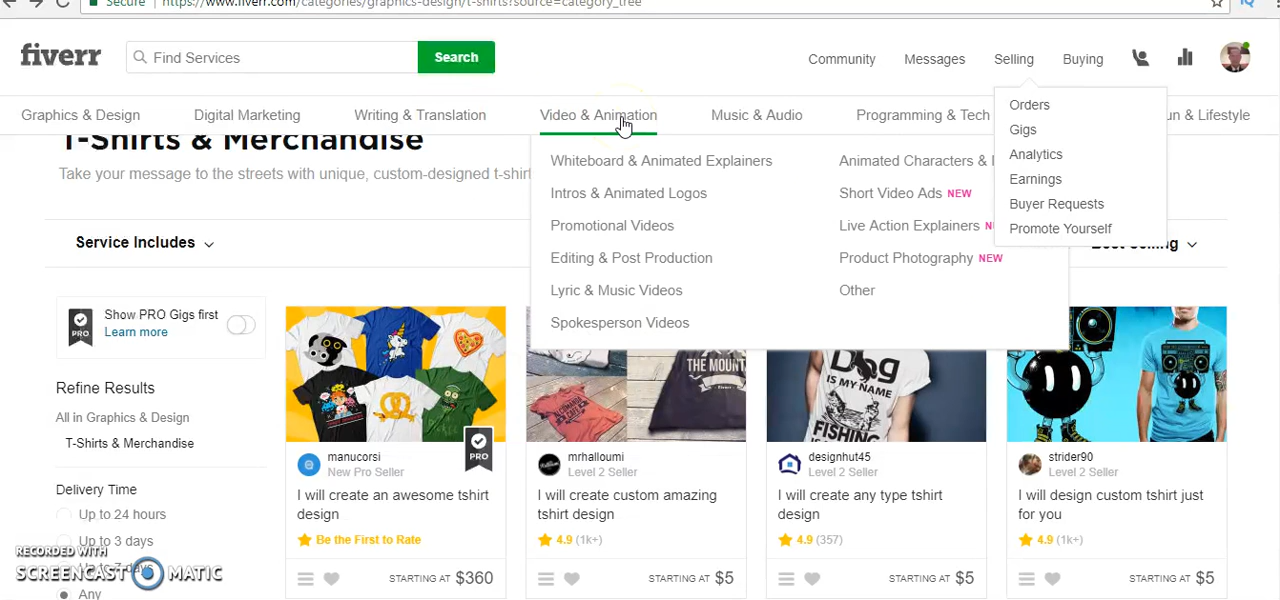 Secure https://www.fiverr.com/categories/graphics-design/t-shirts?source=category_tree
fiverr
Find Services
Search
Community
Messages
Selling
Buying
Graphics & Design
Digital Marketing
Writing & Translation
Video & Animation
Music & Audio
Programming & Tech
un & Lifestyle
Orders
Gigs
Analytics
Earnings
Buyer Requests
Promote Yourself
Whiteboard & Animated Explainers
Intros & Animated Logos
Promotional Videos
Editing & Post Production
Lyric & Music Videos
Spokesperson Videos
Animated Characters &
Short Video Ads NEW
Live Action Explainers
Product Photography NEW
Other
T-Shirts & Merchandise
Take your message to the streets with unique, custom-designed t-shirt
Service Includes
Best Selling
PRO
Show PRO Gigs first
Learn more
Refine Results
All in Graphics & Design
T-Shirts & Merchandise
Delivery Time
Up to 24 hours
Up to 3 days
Up to 7 days
Any
RECORDED WITH
SCREENCAST MATIC
PRO
manucorsi
New Pro Seller
I will create an awesome tshirt
design
Be the First to Rate
STARTING AT $360
THE MOUNT
mrhalloumi
Level 2 Seller
I will create custom amazing
tshirt design
4.9 (1k+)
STARTING AT $5
Dog
IS MY NAME
FISHING
designhut45
Level 2 Seller
I will create any type tshirt
design
4.9 (357)
STARTING AT $5
strider90
Level 2 Seller
I will design custom tshirt just
for you
4.9 (1k+)
STARTING AT $5